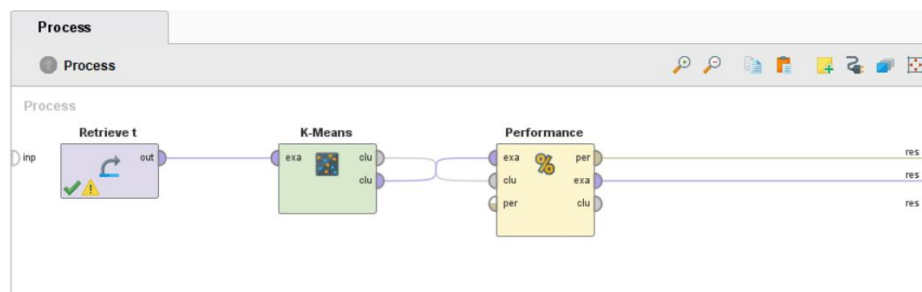 Process
Process
Process
Retrieve t
K-Means
Performance
inp
out
exa
clu
clu
exa
clu
per
%
per
exa
clu
res
res
res